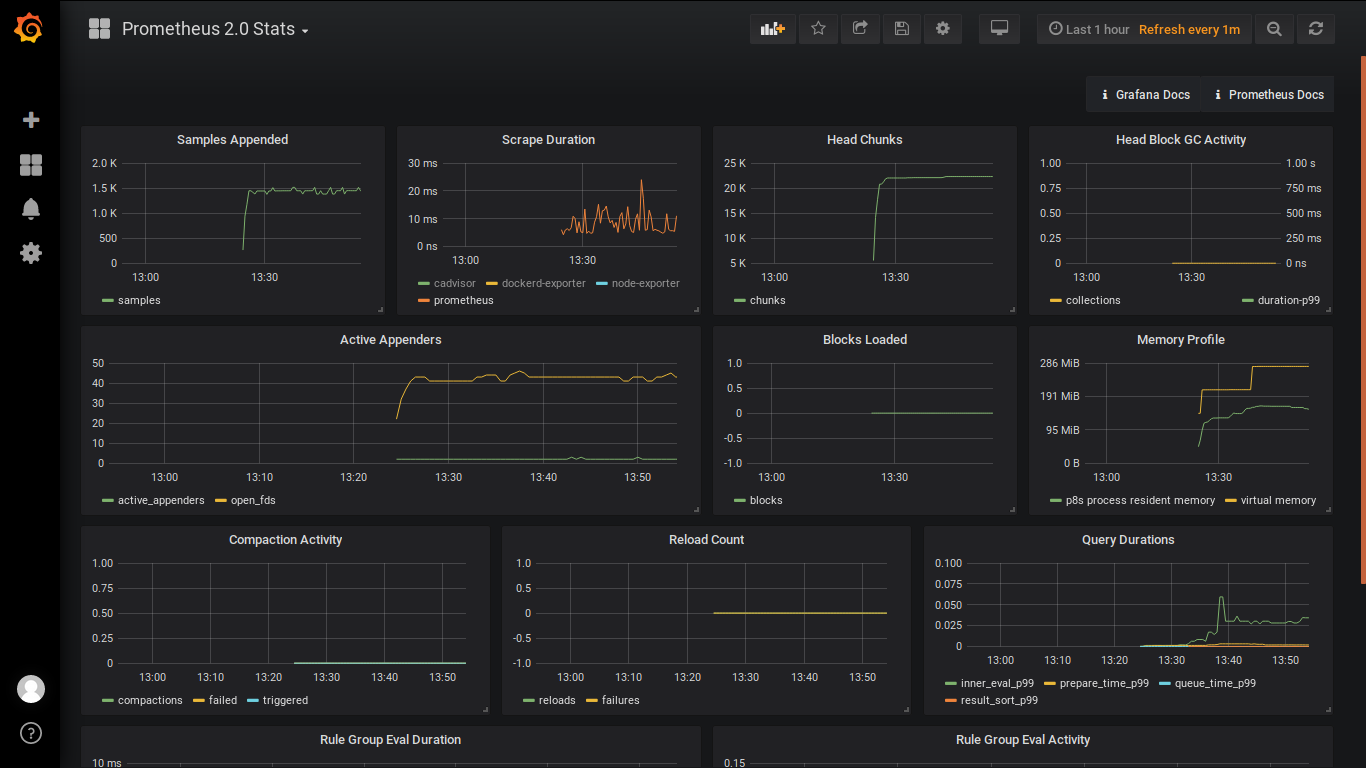 Prometheus 2.0 Stats
Last 1 hour Refresh every 1m
Grafana Docs Prometheus Docs
Samples Appended
2.0 K
1.5 K
1.0 K
500
0
13:00 13:30
samples
Scrape Duration
30 ms
20 ms
10 ms
0 ns
13:00 13:30
cadvisor dockerd-exporter node-exporter
prometheus
Head Chunks
25 K
20 K
15 K
10 K
5 K
13:00 13:30
chunks
Head Block GC Activity
1.00 1.00 s
0.75 750 ms
0.50 500 ms
0.25 250 ms
0 0 ns
13:00 13:30
collections duration-p99
Active Appenders
50
40
30
20
10
0
13:00 13:10 13:20 13:30 13:40 13:50
active_appenders open_fds
Blocks Loaded
1.0
0.5
0
-0.5
-1.0
13:00 13:30
blocks
Memory Profile
286 MiB
191 MiB
95 MiB
0 B
13:00 13:30
p8s process resident memory virtual memory
Compaction Activity
1.00
0.75
0.50
0.25
0
13:00 13:10 13:20 13:30 13:40 13:50
compactions failed triggered
Reload Count
1.0
0.5
0
-0.5
-1.0
13:00 13:10 13:20 13:30 13:40 13:50
reloads failures
Query Durations
0.100
0.075
0.050
0.025
0
13:00 13:10 13:20 13:30 13:40 13:50
inner_eval_p99 prepare_time_p99 queue_time_p99
result_sort_p99
Rule Group Eval Duration
10 ms
Rule Group Eval Activity
0.15